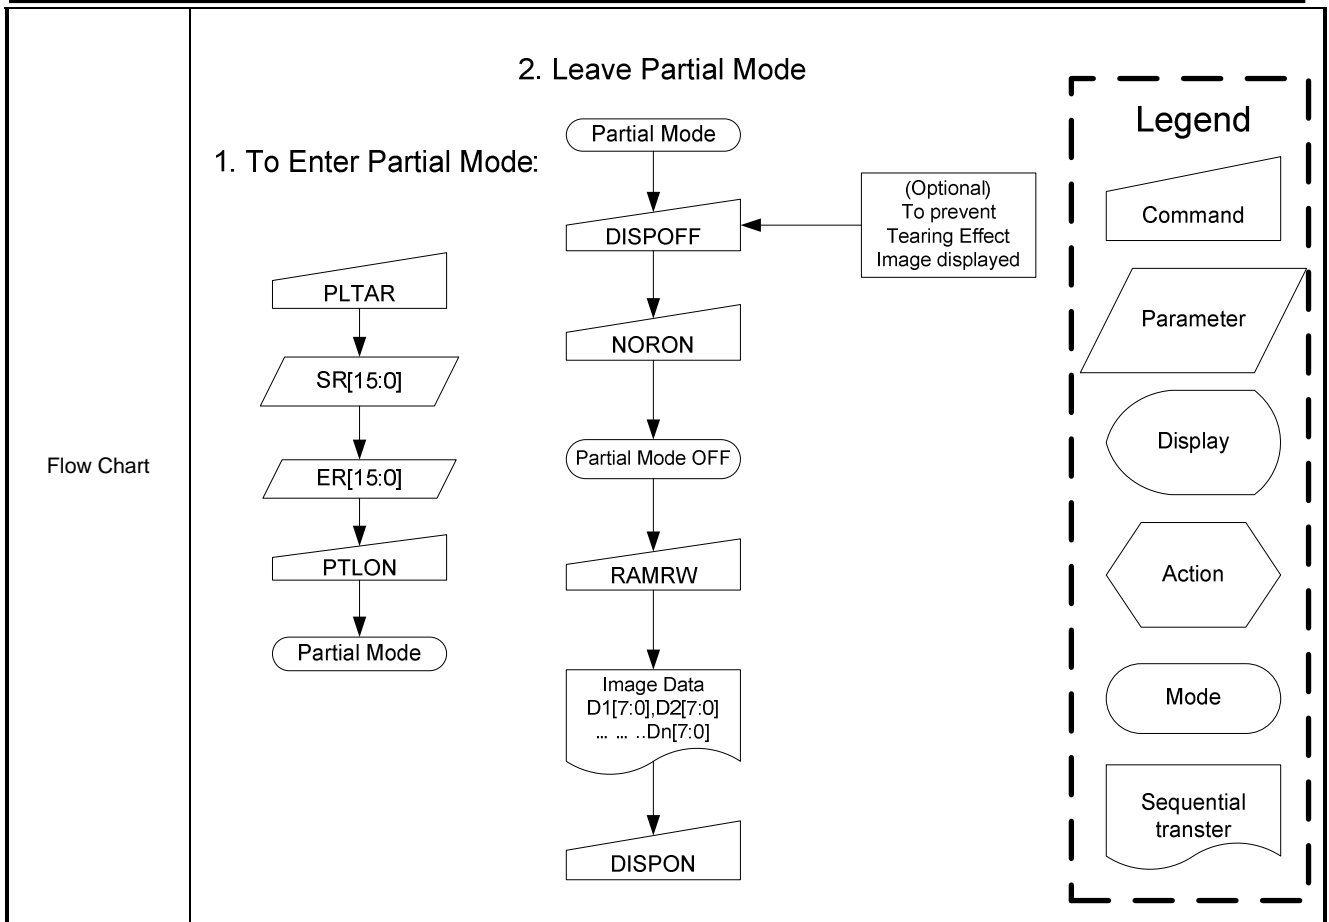 Flow Chart
1. To Enter Partial Mode:
PLTAR
SR[15:0]
ER[15:0]
PTLON
Partial Mode
2. Leave Partial Mode
Partial Mode
DISPOFF
(Optional)
To prevent
Tearing Effect
Image displayed
NORON
Partial Mode OFF
RAMRW
Image Data
D1[7:0],D2[7:0]
... ... ..Dn[7:0]
DISPON
Legend
Command
Parameter
Display
Action
Mode
Sequential
transter